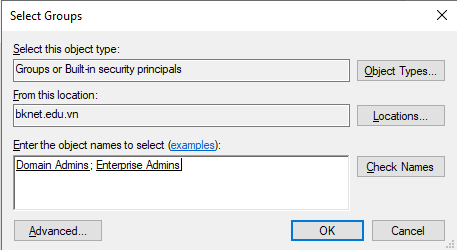 Select Groups
Select this object type:
Groups or Built-in security principals
Object Types...
From this location:
bknet.edu.vn
Locations...
Enter the object names to select (examples):
Domain Admins; Enterprise Admins
Check Names
Advanced...
OK
Cancel